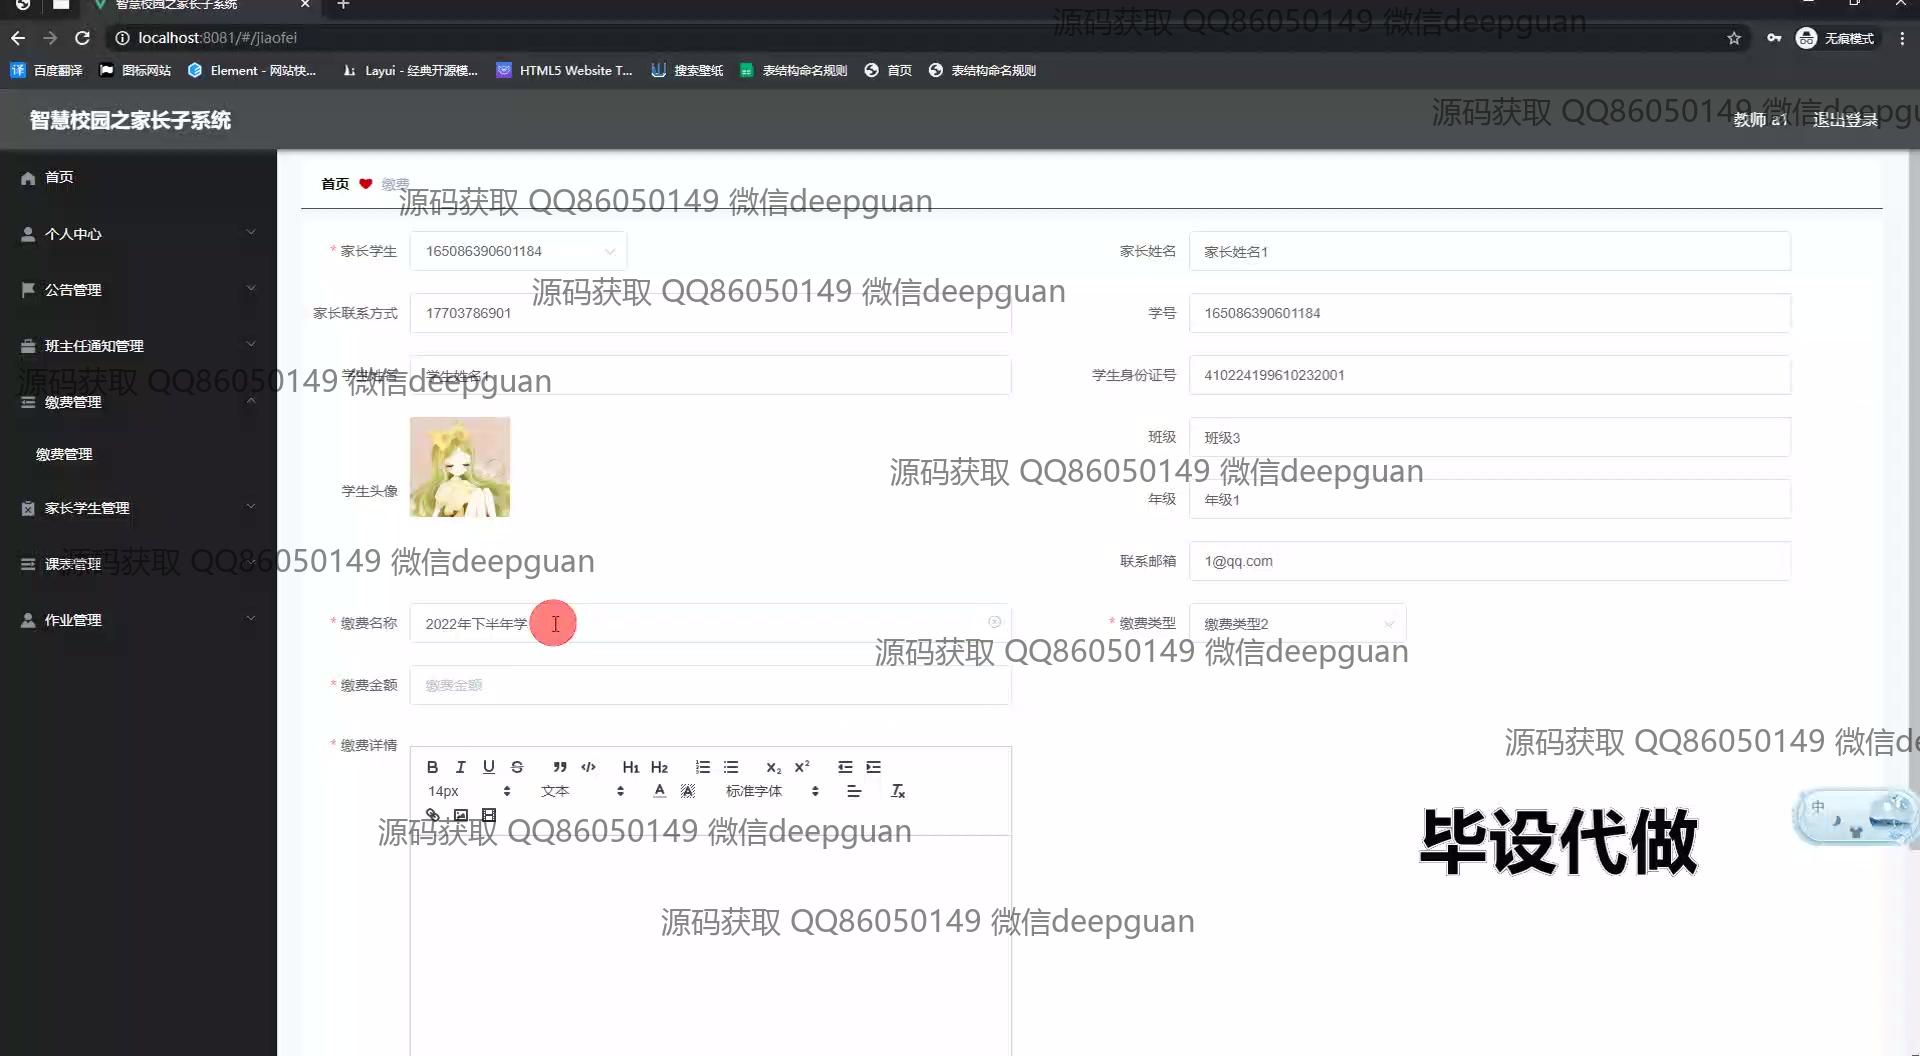 智慧校园之家长子系统
localhost:8081/#/jiaofei
无痕模式
百度翻译 图标网站 Element - 网站快... Layui - 经典开源模... HTML5 Website T... 搜索壁纸 表结构命名规则 首页 表结构命名规则
源码获取 QQ86050149 微信deepguan
智慧校园之家长子系统
教师 a1 退出登录
源码获取 QQ86050149 微信deepgu
首页
个人中心
公告管理
班主任通知管理
缴费管理
缴费管理
家长学生管理
课表管理
作业管理
首页 缴费
源码获取 QQ86050149 微信deepguan
* 家长学生 165086390601184 家长姓名 家长姓名1
源码获取 QQ86050149 微信deepguan
家长联系方式 17703786901 学号 165086390601184
学生姓名 学生姓名1 学生身份证号 410224199610232001
源码获取 QQ86050149 微信deepguan
班级 班级3
源码获取 QQ86050149 微信deepguan
学生头像 年级 年级1
源码获取 QQ86050149 微信deepguan
联系邮箱 1@qq.com
* 缴费名称 2022年下半年学 * 缴费类型 缴费类型2
源码获取 QQ86050149 微信deepguan
* 缴费金额 缴费金额
* 缴费详情
源码获取 QQ86050149 微信de
B I U S H1 H2 x2 x2
14px 文本 A A 标准字体 Tx
中
源码获取 QQ86050149 微信deepguan
毕设代做
源码获取 QQ86050149 微信deepguan